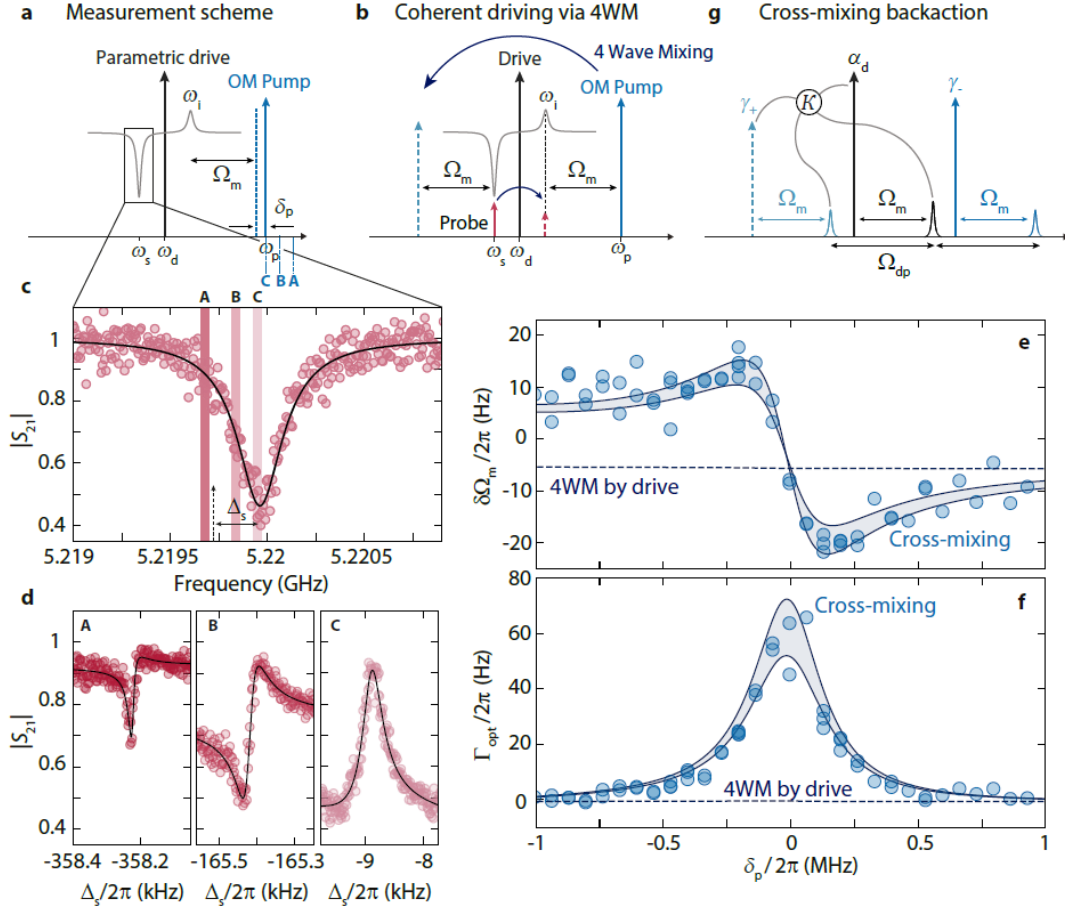 a Measurement scheme
Parametric drive
OM Pump
ω_i
Ω_m
δ_p
ω_s ω_d ω_p
C B A
b Coherent driving via 4WM
4 Wave Mixing
Drive
OM Pump
ω_i
Ω_m Ω_m
Probe
ω_s ω_d ω_p
g Cross-mixing backaction
α_d
γ_+ K γ_-
Ω_m Ω_m Ω_m
Ω_dp
c
A B C
|S_21|
1
0.8
0.6
0.4
Δ_s
5.219 5.2195 5.22 5.2205
Frequency (GHz)
d
A B C
|S_21|
1
0.8
0.6
0.4
-358.4 -358.2 -165.5 -165.3 -9 -8
Δ_s/2π (kHz) Δ_s/2π (kHz) Δ_s/2π (kHz)
e
δΩ_m/2π (Hz)
20
10
0
-10
-20
4WM by drive
Cross-mixing
f
Γ_opt/2π (Hz)
80
60
40
20
0
Cross-mixing
4WM by drive
-1 -0.5 0 0.5 1
δ_p/2π (MHz)